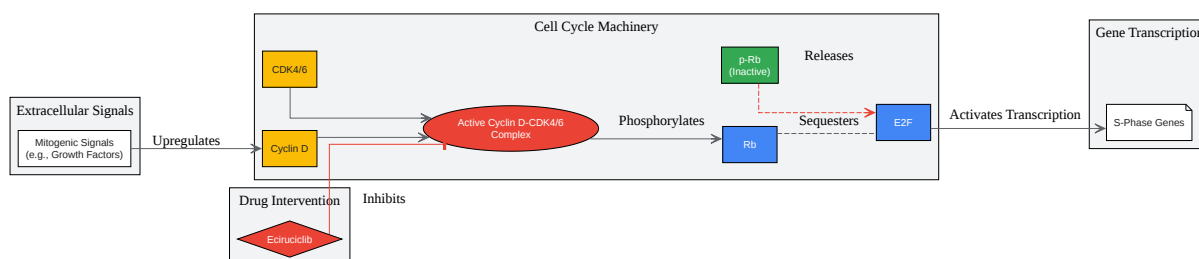 Extracellular Signals
Mitogenic Signals
(e.g., Growth Factors)
Upregulates
Cell Cycle Machinery
CDK4/6
Cyclin D
Active Cyclin D-CDK4/6
Complex
Phosphorylates
p-Rb
(Inactive)
Rb
Releases
Sequesters
E2F
Activates Transcription
Gene Transcription
S-Phase Genes
Drug Intervention
Eciruciclib
Inhibits